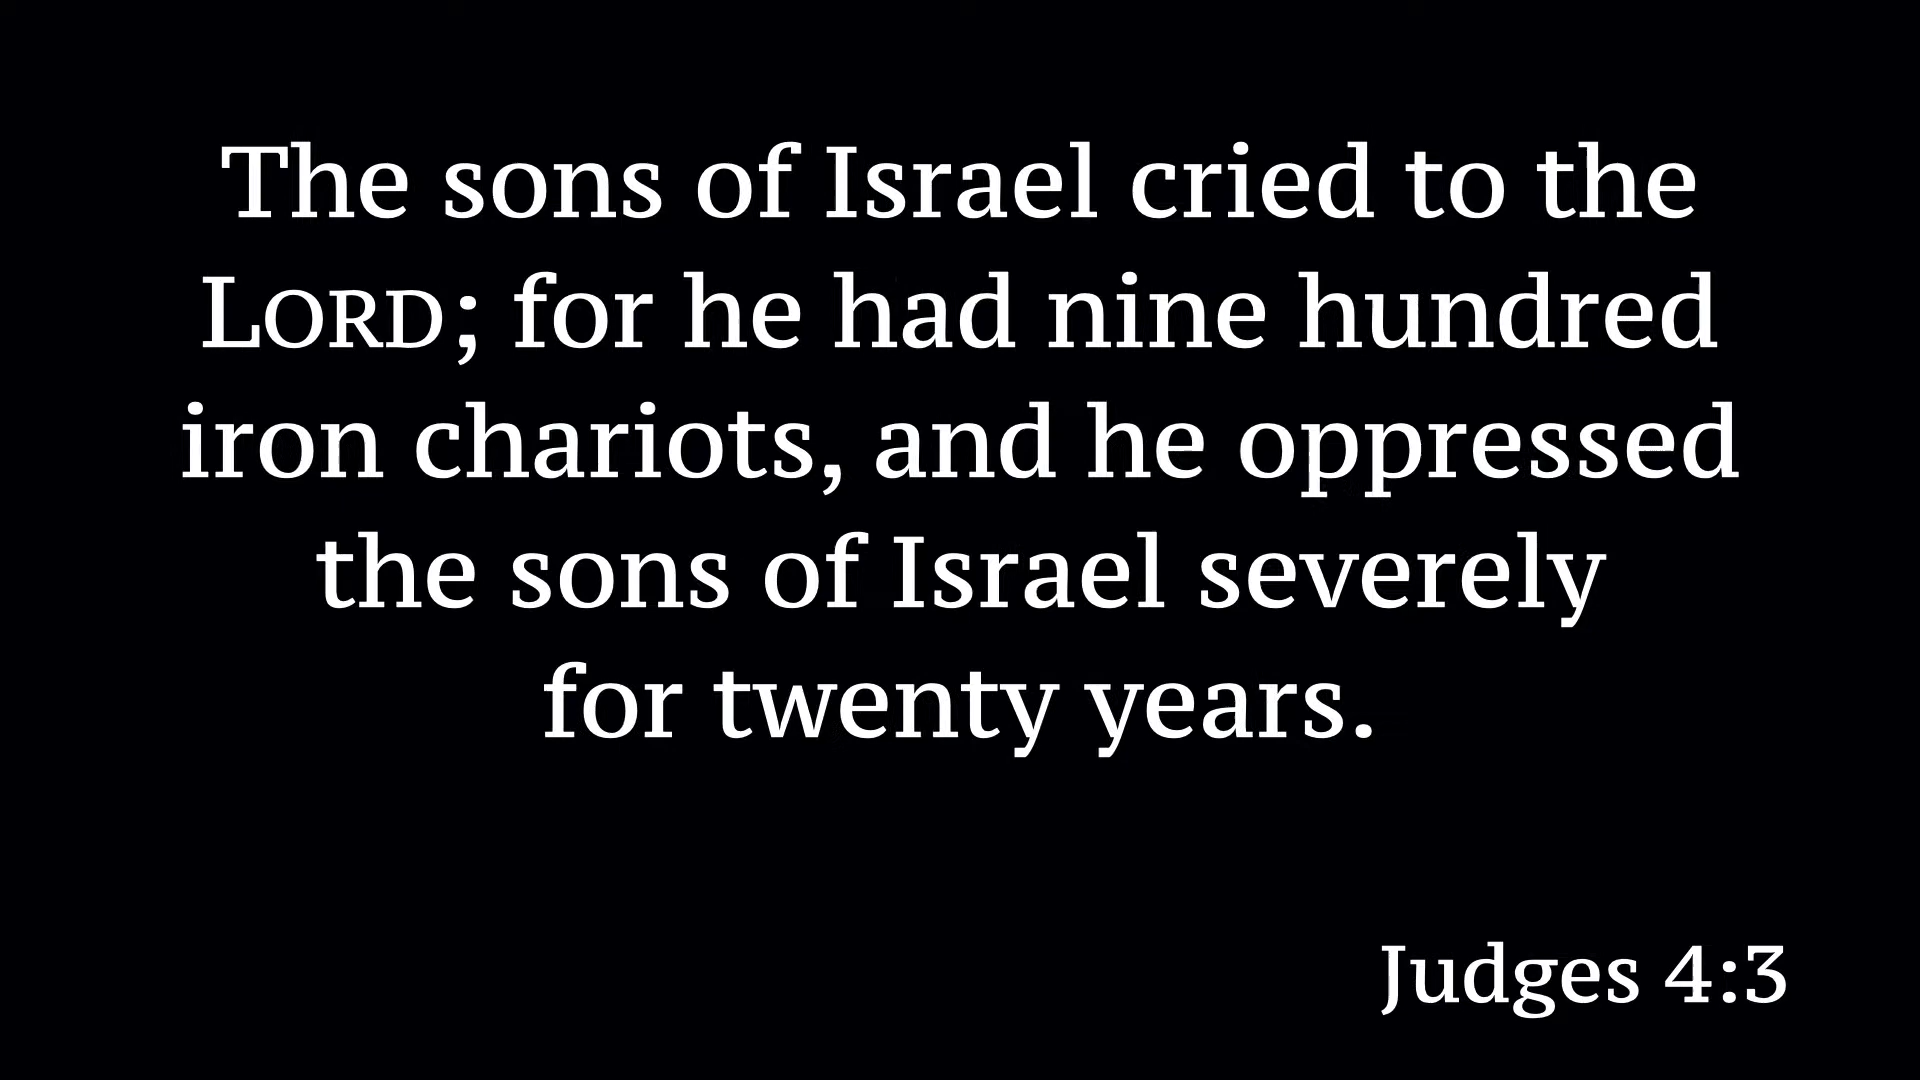 The sons of Israel cried to the
LORD; for he had nine hundred
iron chariots, and he oppressed
the sons of Israel severely
for twenty years.
Judges 4:3